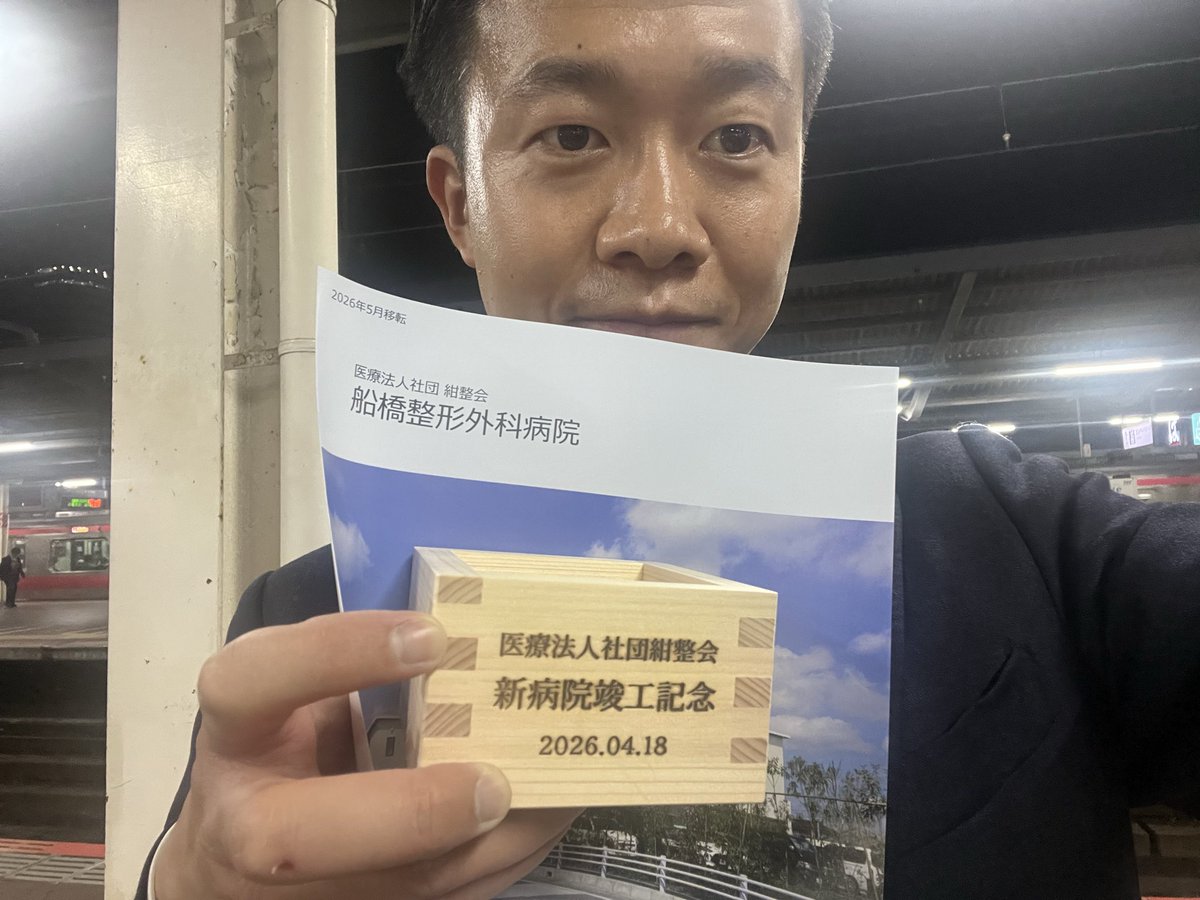 2026年5月移転
医療法人社団 紺整会
船橋整形外科病院
医療法人社団紺整会
新病院竣工記念
2026.04.18